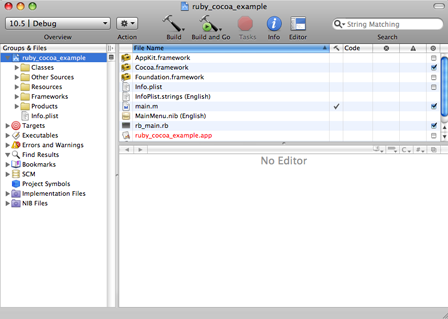 ruby_cocoa_example
10.5 | Debug
Overview
Action
Build
Build and Go
Tasks
Info
Editor
String Matching
Search
Groups & Files
ruby_cocoa_example
Classes
Other Sources
Resources
Frameworks
Products
Info.plist
Targets
Executables
Errors and Warnings
Find Results
Bookmarks
SCM
Project Symbols
Implementation Files
NIB Files
File Name
Code
AppKit.framework
Cocoa.framework
Foundation.framework
Info.plist
InfoPlist.strings (English)
main.m
MainMenu.nib (English)
rb_main.rb
ruby_cocoa_example.app
No Editor